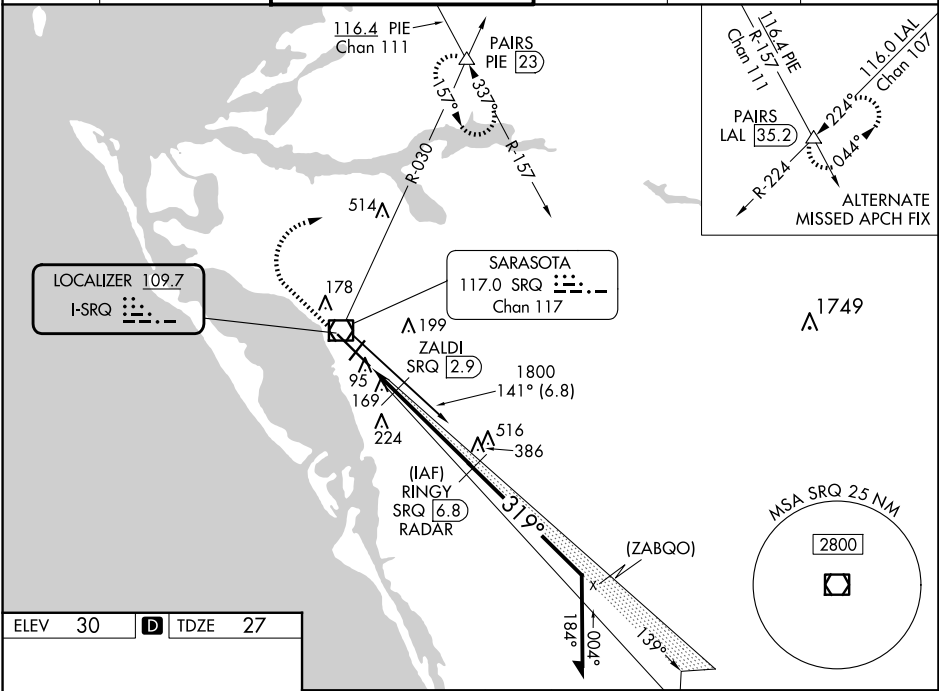 116.4 PIE
Chan 111
PAIRS
PIE 23
157°
337°
R-157
R-030
116.4 PIE
R-157
Chan 111
116.0 LAL
Chan 107
PAIRS
LAL 35.2
224°
044°
R-224
ALTERNATE
MISSED APCH FIX
514
LOCALIZER 109.7
I-SRQ
178
SARASOTA
117.0 SRQ
Chan 117
199
1749
ZALDI
SRQ 2.9
95
169
224
1800
141° (6.8)
516
386
(IAF)
RINGY
SRQ 6.8
RADAR
319°
(ZABQO)
x
184°
004°
139°
MSA SRQ 25 NM
2800
ELEV 30 D TDZE 27